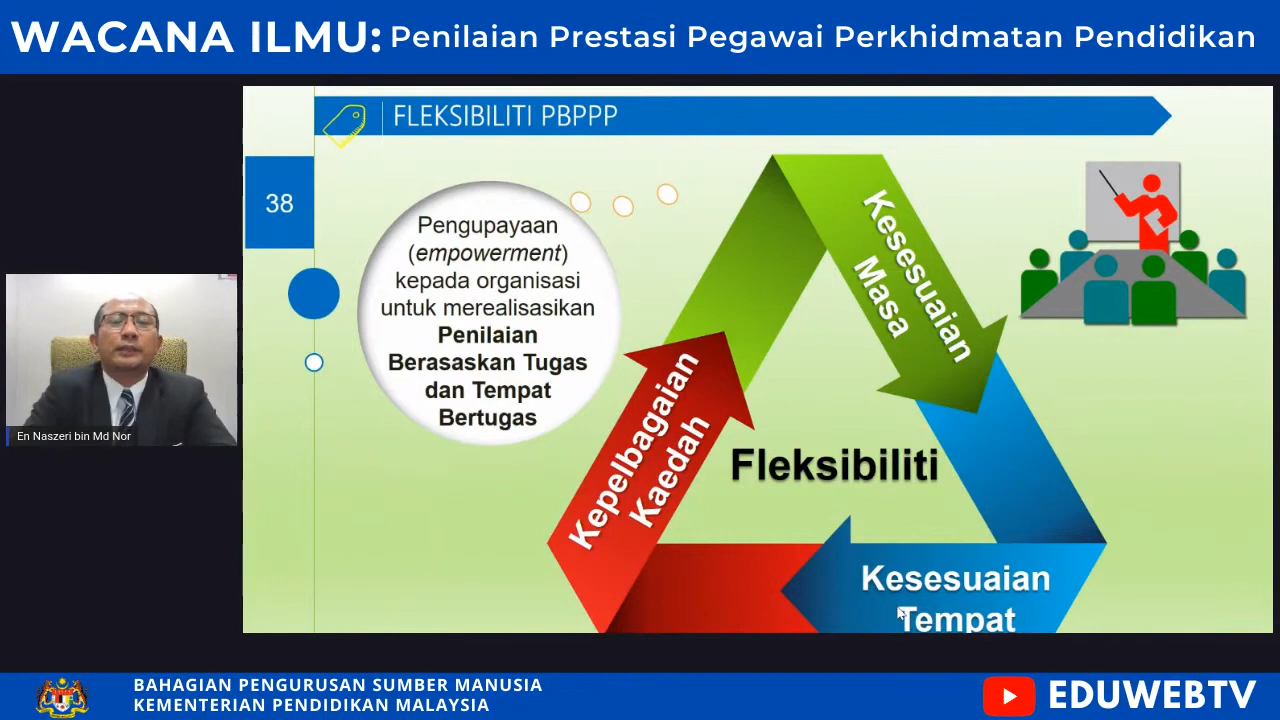 WACANA ILMU: Penilaian Prestasi Pegawai Perkhidmatan Pendidikan
FLEKSIBILITI PBPPP
38
Pengupayaan
(empowerment)
kepada organisasi
untuk merealisasikan
Penilaian
Berasaskan Tugas
dan Tempat
Bertugas
Kesesuaian
Masa
Kepelbagaian
Kaedah
Fleksibiliti
Kesesuaian
Tempat
En Naszeri bin Md Nor
BAHAGIAN PENGURUSAN SUMBER MANUSIA
KEMENTERIAN PENDIDIKAN MALAYSIA
EDUWEBTV